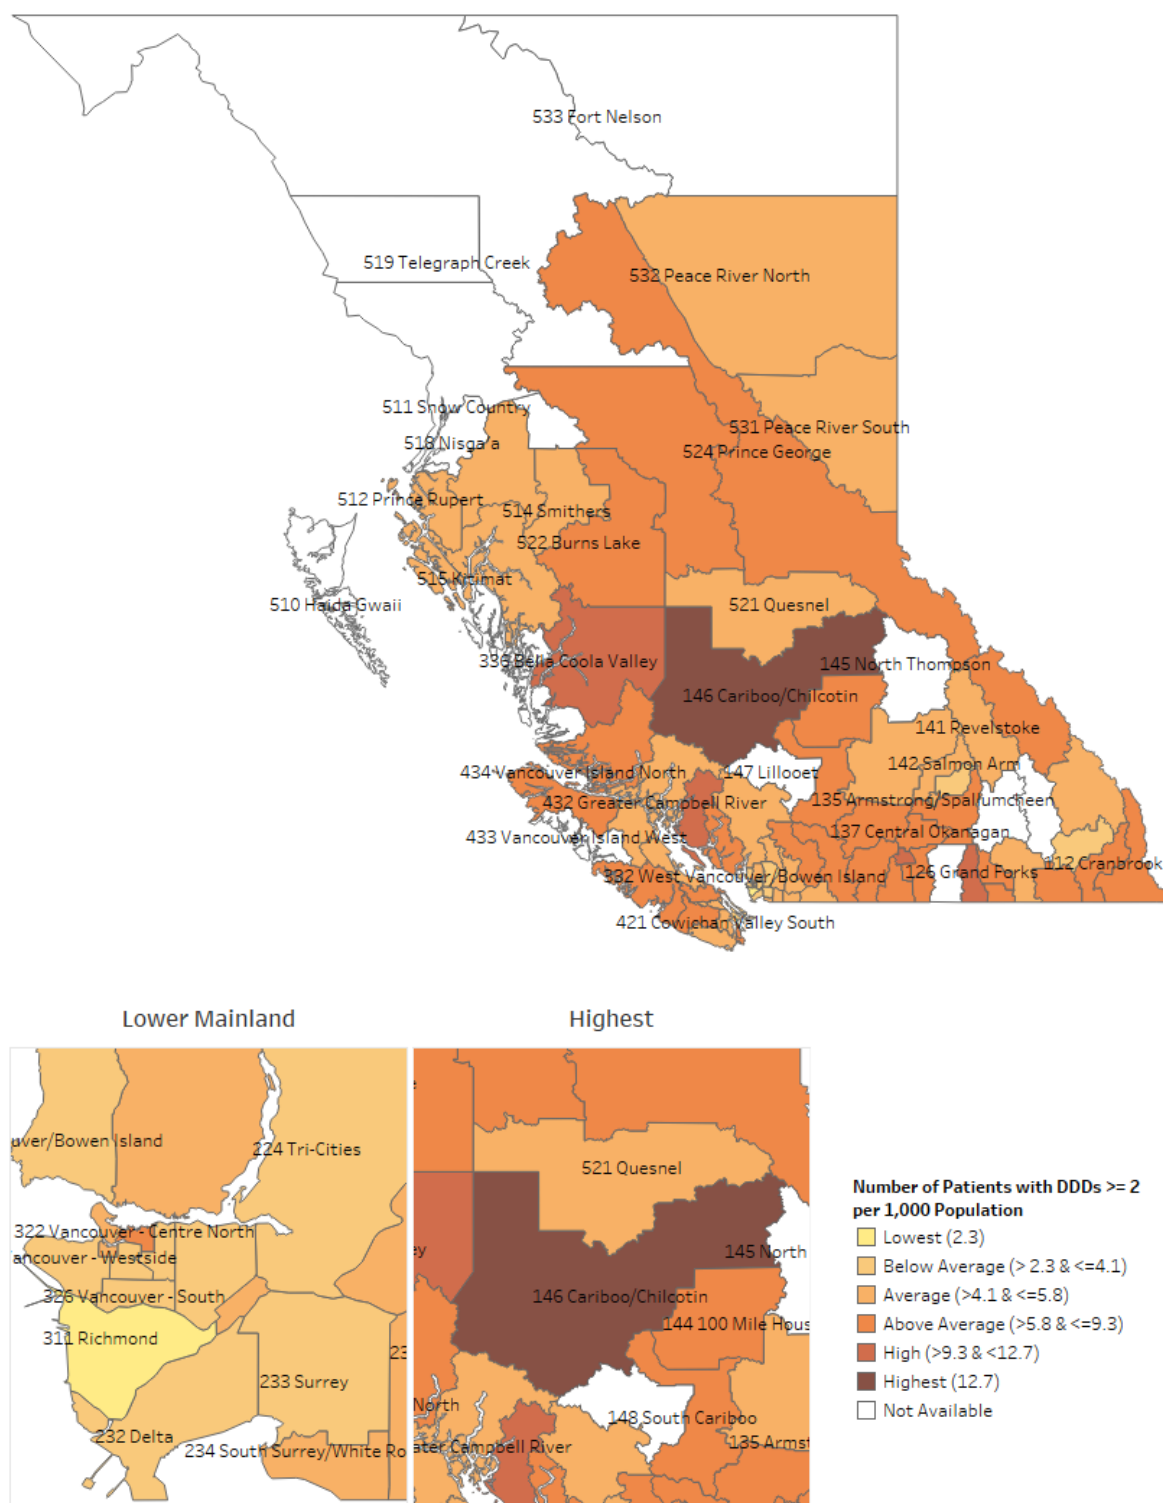 533 Fort Nelson
519 Telegraph Creek
532 Peace River North
511 Snow Country
518 Nisga'a
531 Peace River South
524 Prince George
512 Prince Rupert
514 Smithers
522 Burns Lake
515 Kitimat
510 Haida Gwaii
521 Quesnel
336 Bella Coola Valley
145 North Thompson
146 Cariboo/Chilcotin
141 Revelstoke
142 Salmon Arm
434 Vancouver Island North
147 Lillooet
432 Greater Campbell River
135 Armstrong/Spallumcheen
433 Vancouver Island West
137 Central Okanagan
332 West Vancouver/Bowen Island
126 Grand Forks
112 Cranbrook
421 Cowichan Valley South
Lower Mainland
Highest
uver/Bowen Island
224 Tri-Cities
322 Vancouver - Centre North
ancouver - Westside
326 Vancouver - South
311 Richmond
233 Surrey
23
232 Delta
234 South Surrey/White Ro
521 Quesnel
ey
145 North
146 Cariboo/Chilcotin
144 100 Mile Hous
North
148 South Cariboo
ater Campbell River
135 Armst
Number of Patients with DDDs >= 2
per 1,000 Population
Lowest (2.3)
Below Average (> 2.3 & <=4.1)
Average (>4.1 & <=5.8)
Above Average (>5.8 & <=9.3)
High (>9.3 & <12.7)
Highest (12.7)
Not Available